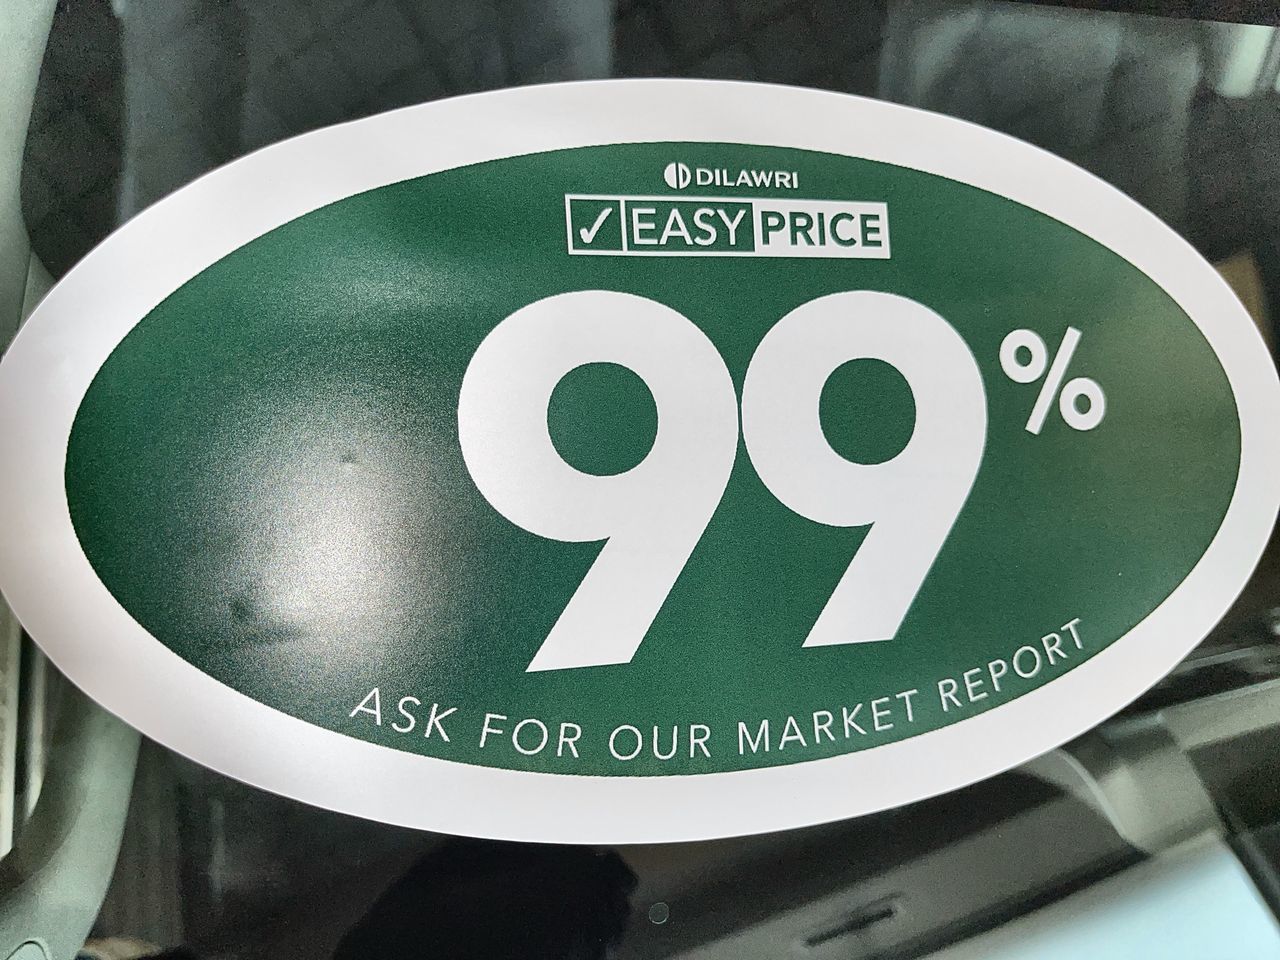 DILAWRI
✓ EASY PRICE
99%
ASK FOR OUR MARKET REPORT